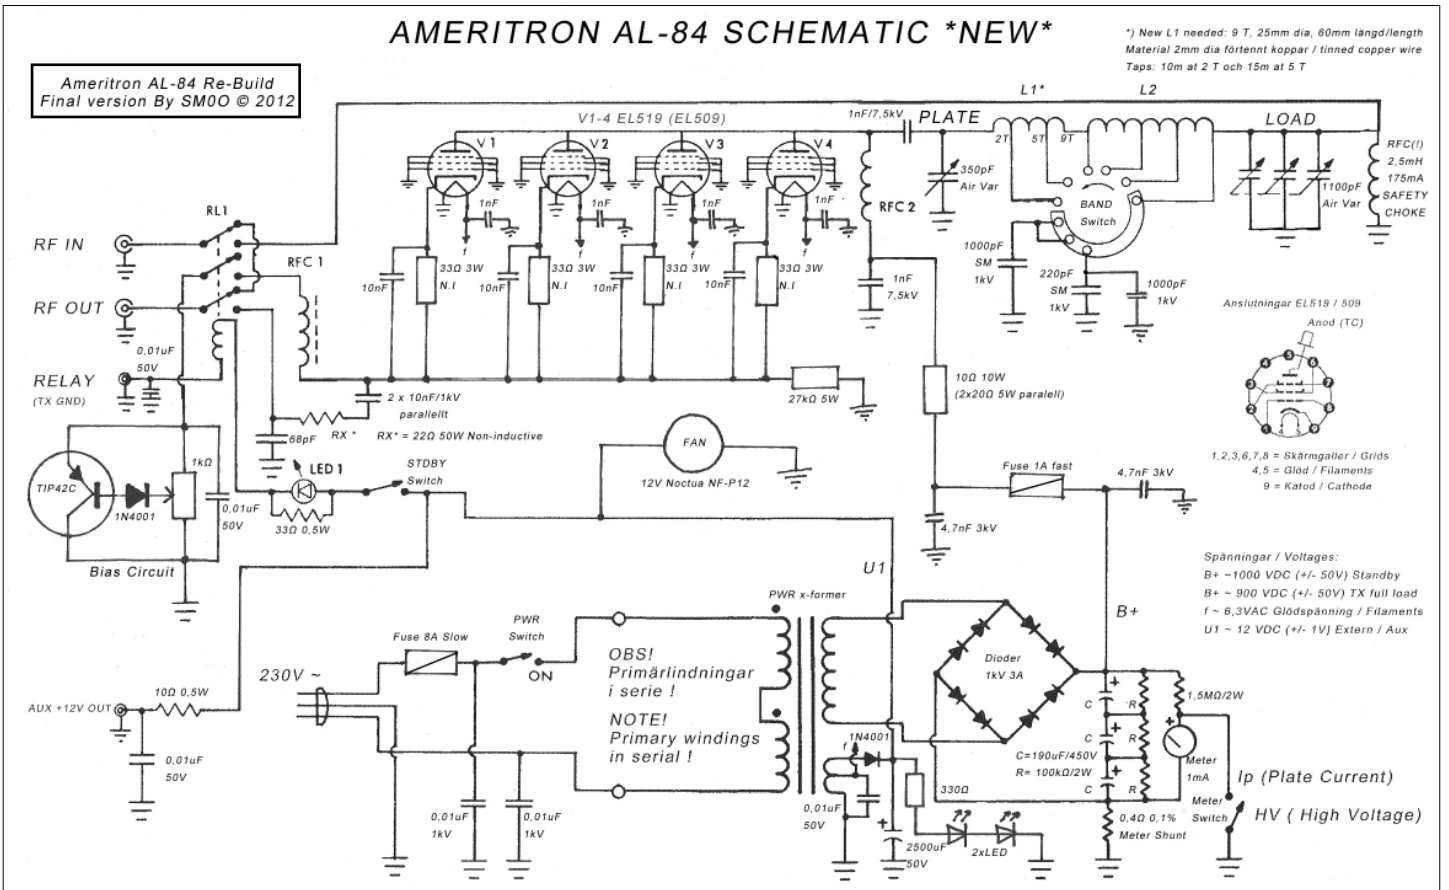 AMERITRON AL-84 SCHEMATIC *NEW*
*) New L1 needed: 9 T, 25mm dia, 60mm längd/length
Material 2mm dia förtennt koppar / tinned copper wire
Taps: 10m at 2 T och 15m at 5 T
Ameritron AL-84 Re-Build
Final version By SM0O © 2012
V1-4 EL519 (EL509)
1nF/7,5kV
PLATE
L1*
L2
LOAD
V1
V2
V3
V4
2T
5T
9T
350pF
Air Var
BAND
Switch
1100pF
Air Var
RFC(!)
2,5mH
175mA
SAFETY
CHOKE
RFC 2
1nF
1nF
1nF
1nF
f
f
f
f
RL1
RF IN
RFC 1
RF OUT
10nF
33Ω 3W
N.I
10nF
33Ω 3W
N.I
10nF
33Ω 3W
N.I
10nF
33Ω 3W
N.I
1nF
7,5kV
1000pF
SM
1kV
220pF
SM
1kV
1000pF
1kV
Anslutningar EL519 / 509
Anod (TC)
1
2
3
4
5
6
7
8
9
4
5
1,2,3,6,7,8 = Skärmgaller / Grids
4,5 = Glöd / Filaments
9 = Katod / Cathode
0,01uF
50V
RELAY
(TX GND)
2 x 10nF/1kV
parallellt
RX *
RX* = 22Ω 50W Non-inductive
68pF
27kΩ 5W
10Ω 10W
(2x20Ω 5W paralell)
FAN
12V Noctua NF-P12
TIP42C
1N4001
1kΩ
0,01uF
50V
Bias Circuit
LED 1
33Ω 0,5W
STDBY
Switch
Fuse 1A fast
4,7nF 3kV
4,7nF 3kV
U1
B+
Spänningar / Voltages:
B+ ~1000 VDC (+/- 50V) Standby
B+ ~ 900 VDC (+/- 50V) TX full load
f ~ 6,3VAC Glödspänning / Filaments
U1 ~ 12 VDC (+/- 1V) Extern / Aux
PWR x-former
Fuse 8A Slow
PWR
Switch
ON
230V ~
OBS!
Primärlindningar
i serie !
NOTE!
Primary windings
in serial !
Dioder
1kV 3A
AUX +12V OUT
10Ω 0,5W
0,01uF
50V
0,01uF
1kV
0,01uF
1kV
f
1N4001
0,01uF
50V
330Ω
2500uF
50V
2xLED
+
C
R
+
C
R
+
C
R
C=190uF/450V
R= 100kΩ/2W
1,5MΩ/2W
+
Meter
1mA
0,4Ω 0,1%
Meter Shunt
Meter
Switch
Ip (Plate Current)
HV ( High Voltage)
+